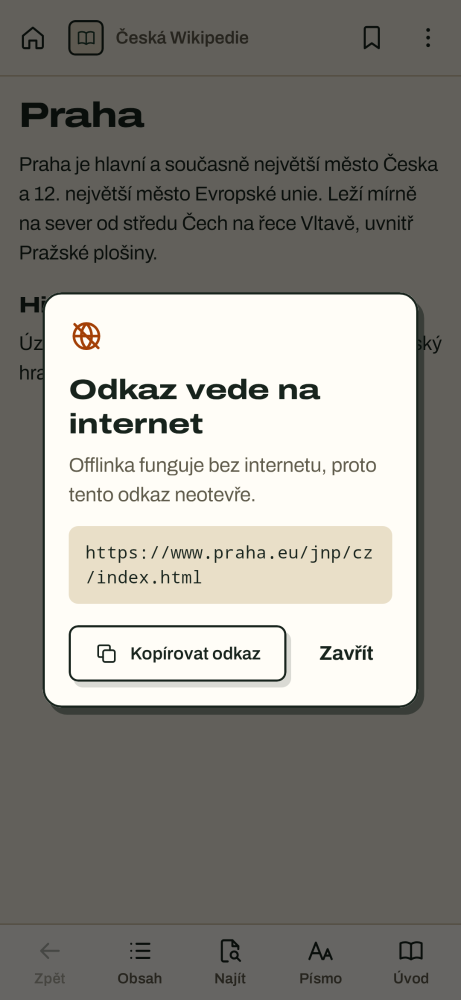 Česká Wikipedie
Praha
Praha je hlavní a současně největší město Česka
a 12. největší město Evropské unie. Leží mírně
na sever od středu Čech na řece Vltavě, uvnitř
Pražské plošiny.
Odkaz vede na
internet
Offlinka funguje bez internetu, proto
tento odkaz neotevře.
https://www.praha.eu/jnp/cz
/index.html
Kopírovat odkaz
Zavřít
Zpět
Obsah
Najít
Písmo
Úvod